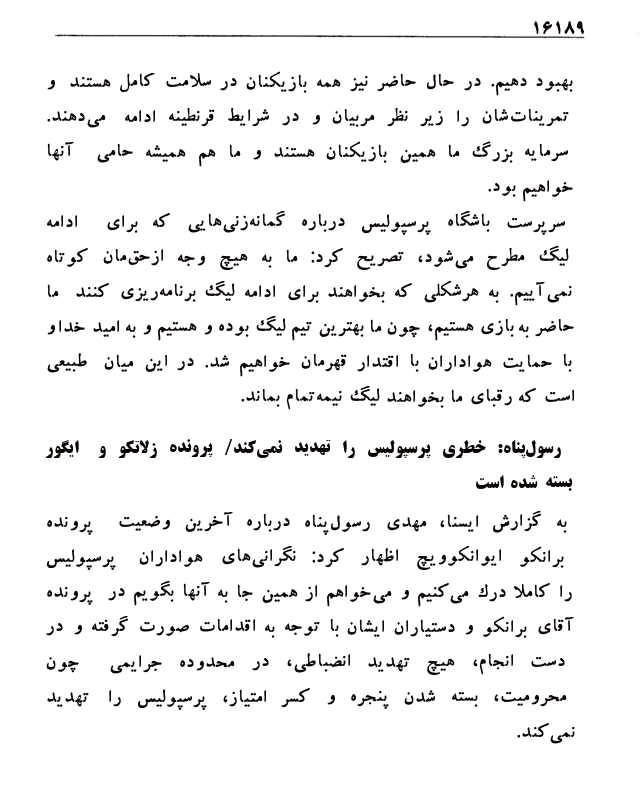 ۱۶۱۸۹
بهبود دهیم. در حال حاضر نیز همه بازیکنان در سلامت کامل هستند و
تمرینات‌شان را زیر نظر مربیان و در شرایط قرنطینه ادامه می‌دهند.
سرمایه بزرگ ما همین بازیکنان هستند و ما هم همیشه حامی آنها
خواهیم بود.
سرپرست باشگاه پرسپولیس درباره گمانه‌زنی‌هایی که برای ادامه
لیگ مطرح می‌شود، تصریح کرد: ما به هیچ وجه ازحق‌مان کوتاه
نمی‌آییم. به هرشکلی که بخواهند برای ادامه لیگ برنامه‌ریزی کنند ما
حاضر به بازی هستیم، چون ما بهترین تیم لیگ بوده و هستیم و به امید خدا و
با حمایت هواداران با اقتدار قهرمان خواهیم شد. در این میان طبیعی
است که رقبای ما بخواهند لیگ نیمه‌تمام بماند.
رسول‌پناه: خطری پرسپولیس را تهدید نمی‌کند/ پرونده زلاتکو و ایگور
بسته شده است
به گزارش ایسنا، مهدی رسول‌پناه درباره آخرین وضعیت پرونده
برانکو ایوانکوویچ اظهار کرد: نگرانی‌های هواداران پرسپولیس
را کاملا درك می‌کنیم و می‌خواهم از همین جا به آنها بگویم در پرونده
آقای برانکو و دستیاران ایشان با توجه به اقدامات صورت گرفته و در
دست انجام، هیچ تهدید انضباطی، در محدوده جرایمی چون
محرومیت، بسته شدن پنجره و کسر امتیاز، پرسپولیس را تهدید
نمی‌کند.